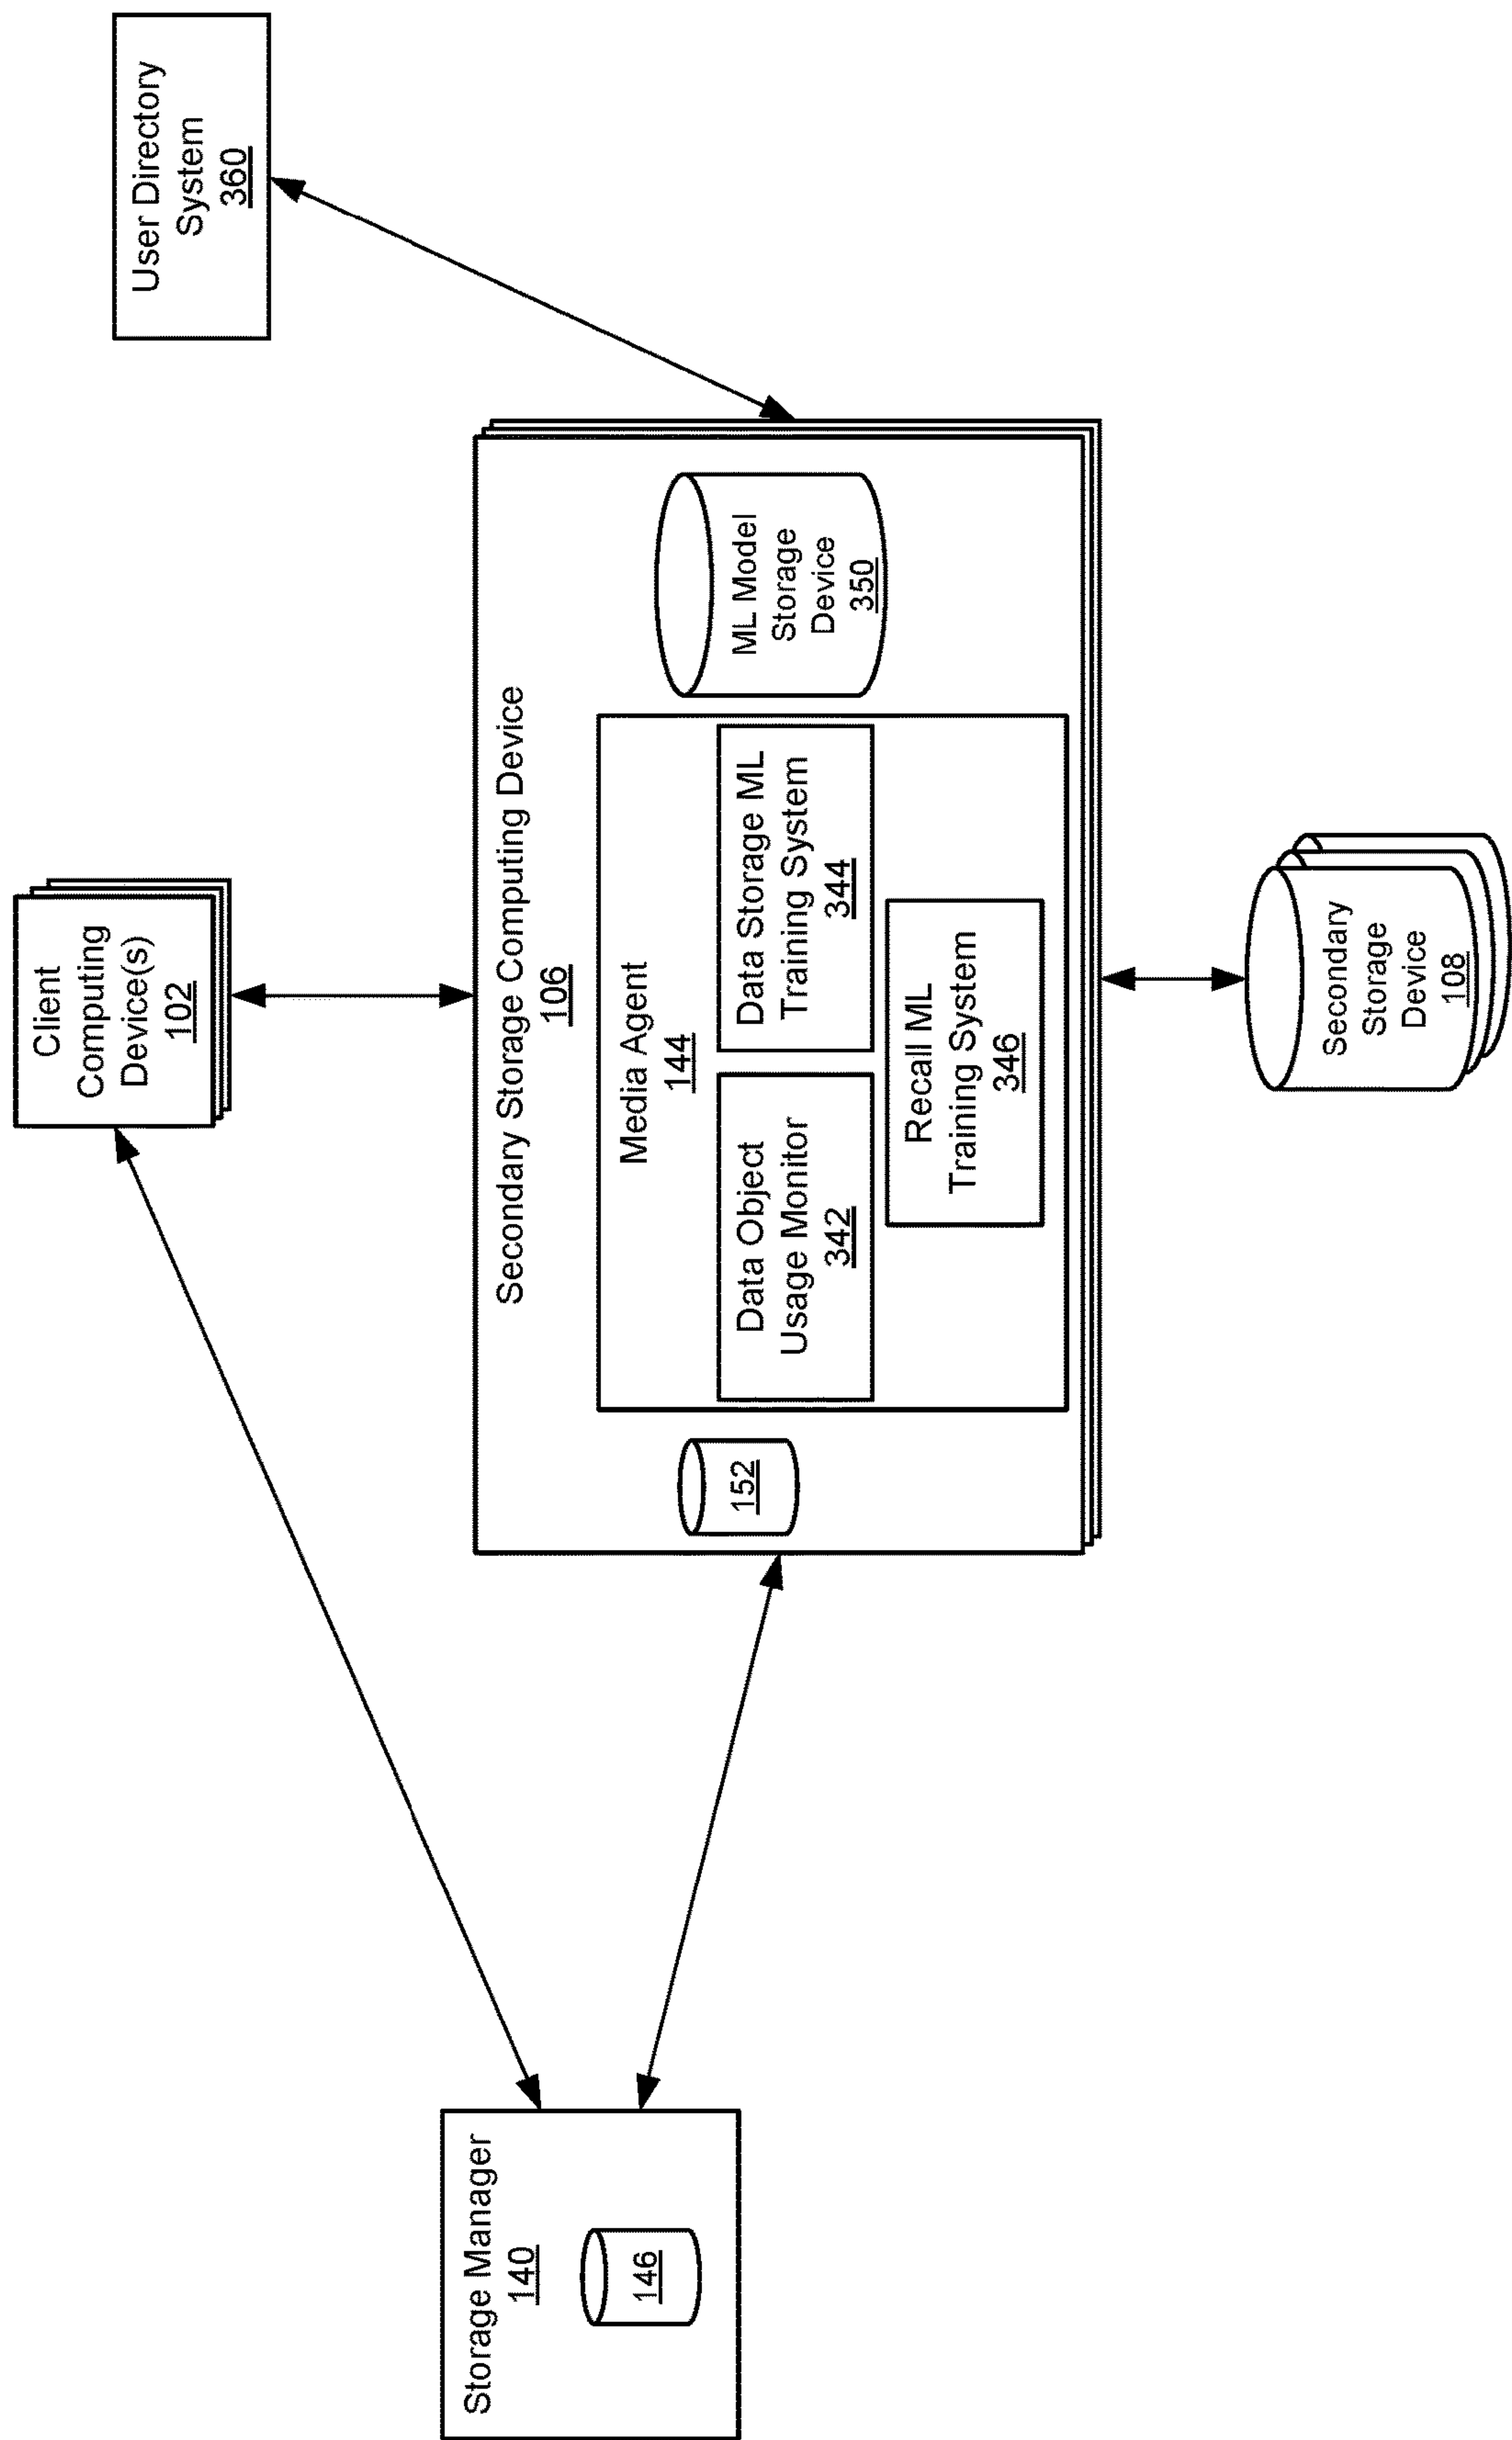 Client
Computing
Device(s)
102
User Directory
System
360
Storage Manager
140
146
Secondary Storage Computing Device
106
152
Media Agent
144
Data Object
Usage Monitor
342
Data Storage ML
Training System
344
Recall ML
Training System
346
ML Model
Storage
Device
350
Secondary
Storage
Device
108